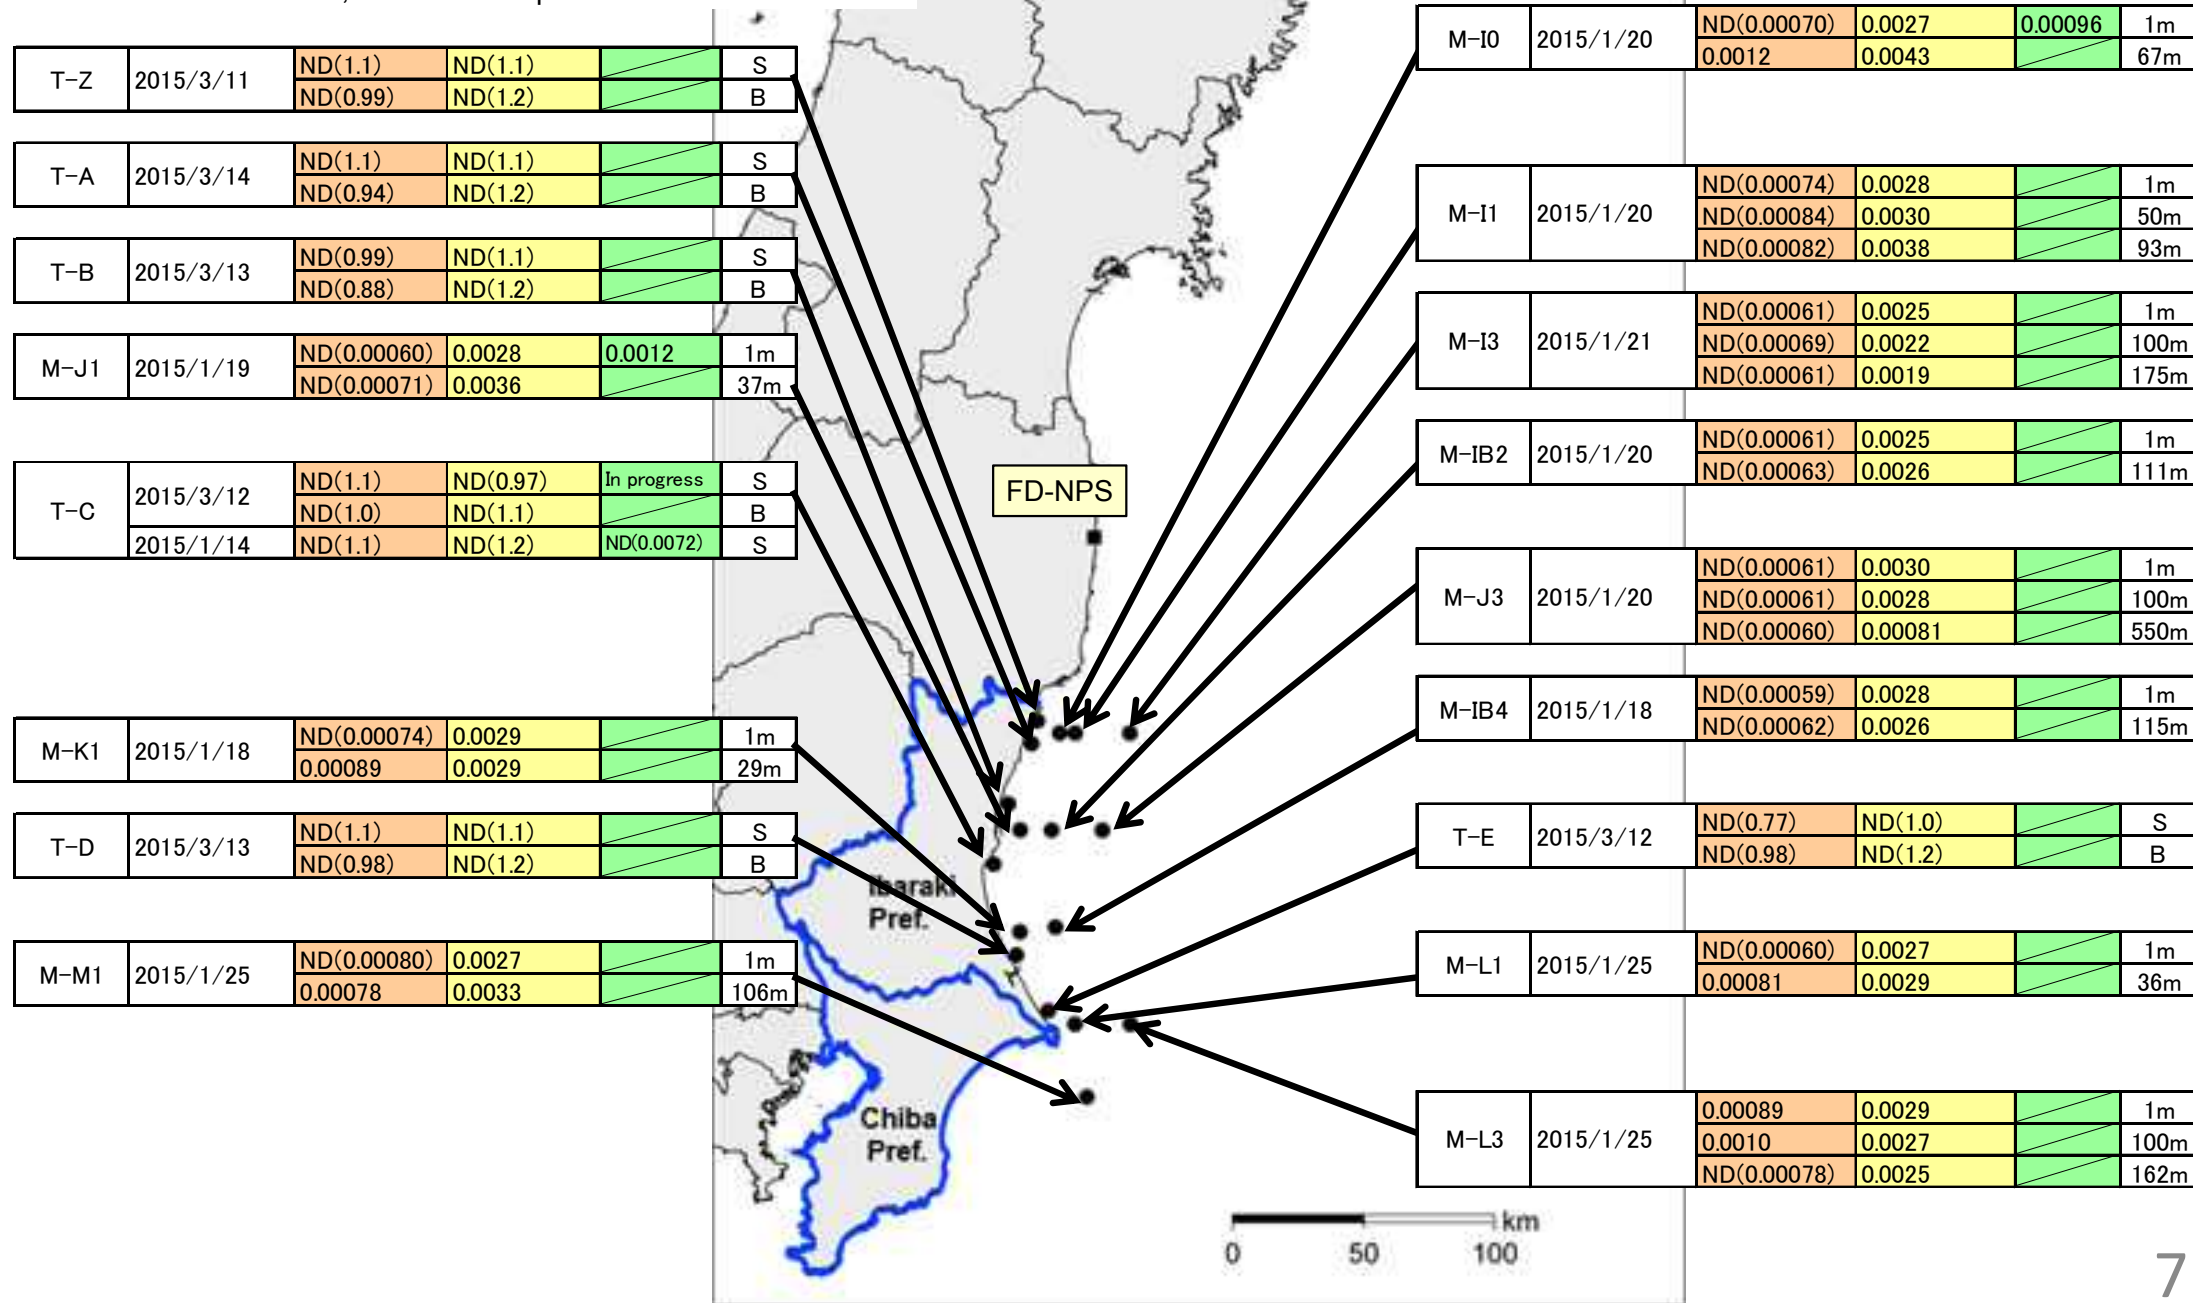 T-Z 2015/3/11 ND(1.1) ND(1.1) S
ND(0.99) ND(1.2) B
T-A 2015/3/14 ND(1.1) ND(1.1) S
ND(0.94) ND(1.2) B
T-B 2015/3/13 ND(0.99) ND(1.1) S
ND(0.88) ND(1.2) B
M-J1 2015/1/19 ND(0.00060) 0.0028 0.0012 1m
ND(0.00071) 0.0036 37m
T-C 2015/3/12 ND(1.1) ND(0.97) In progress S
ND(1.0) ND(1.1) B
2015/1/14 ND(1.1) ND(1.2) ND(0.0072) S
M-K1 2015/1/18 ND(0.00074) 0.0029 1m
0.00089 0.0029 29m
T-D 2015/3/13 ND(1.1) ND(1.1) S
ND(0.98) ND(1.2) B
M-M1 2015/1/25 ND(0.00080) 0.0027 1m
0.00078 0.0033 106m
FD-NPS
Ibaraki
Pref.
Chiba
Pref.
M-I0 2015/1/20 ND(0.00070) 0.0027 0.00096 1m
0.0012 0.0043 67m
M-I1 2015/1/20 ND(0.00074) 0.0028 1m
ND(0.00084) 0.0030 50m
ND(0.00082) 0.0038 93m
M-I3 2015/1/21 ND(0.00061) 0.0025 1m
ND(0.00069) 0.0022 100m
ND(0.00061) 0.0019 175m
M-IB2 2015/1/20 ND(0.00061) 0.0025 1m
ND(0.00063) 0.0026 111m
M-J3 2015/1/20 ND(0.00061) 0.0030 1m
ND(0.00061) 0.0028 100m
ND(0.00060) 0.00081 550m
M-IB4 2015/1/18 ND(0.00059) 0.0028 1m
ND(0.00062) 0.0026 115m
T-E 2015/3/12 ND(0.77) ND(1.0) S
ND(0.98) ND(1.2) B
M-L1 2015/1/25 ND(0.00060) 0.0027 1m
0.00081 0.0029 36m
M-L3 2015/1/25 0.00089 0.0029 1m
0.0010 0.0027 100m
ND(0.00078) 0.0025 162m
km
0 50 100
7